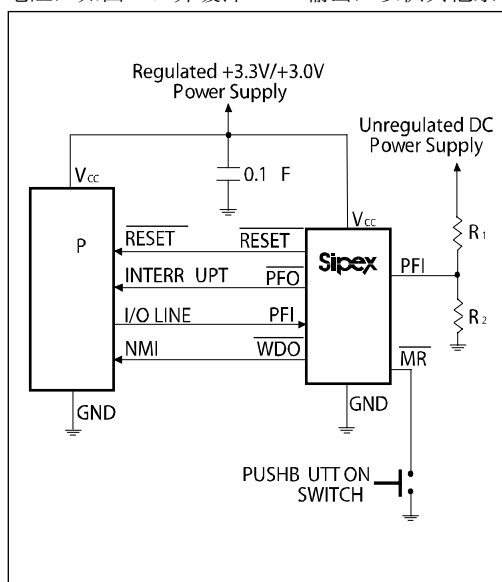 Regulated +3.3V/+3.0V
Power Supply
Unregulated DC
Power Supply
0.1 F
Vcc
Vcc
P
RESET
RESET
Sipex
R1
PFI
INTERR UPT
PFO
I/O LINE
PFI
R2
NMI
WDO
MR
GND
GND
PUSHB UTT ON
SWITCH